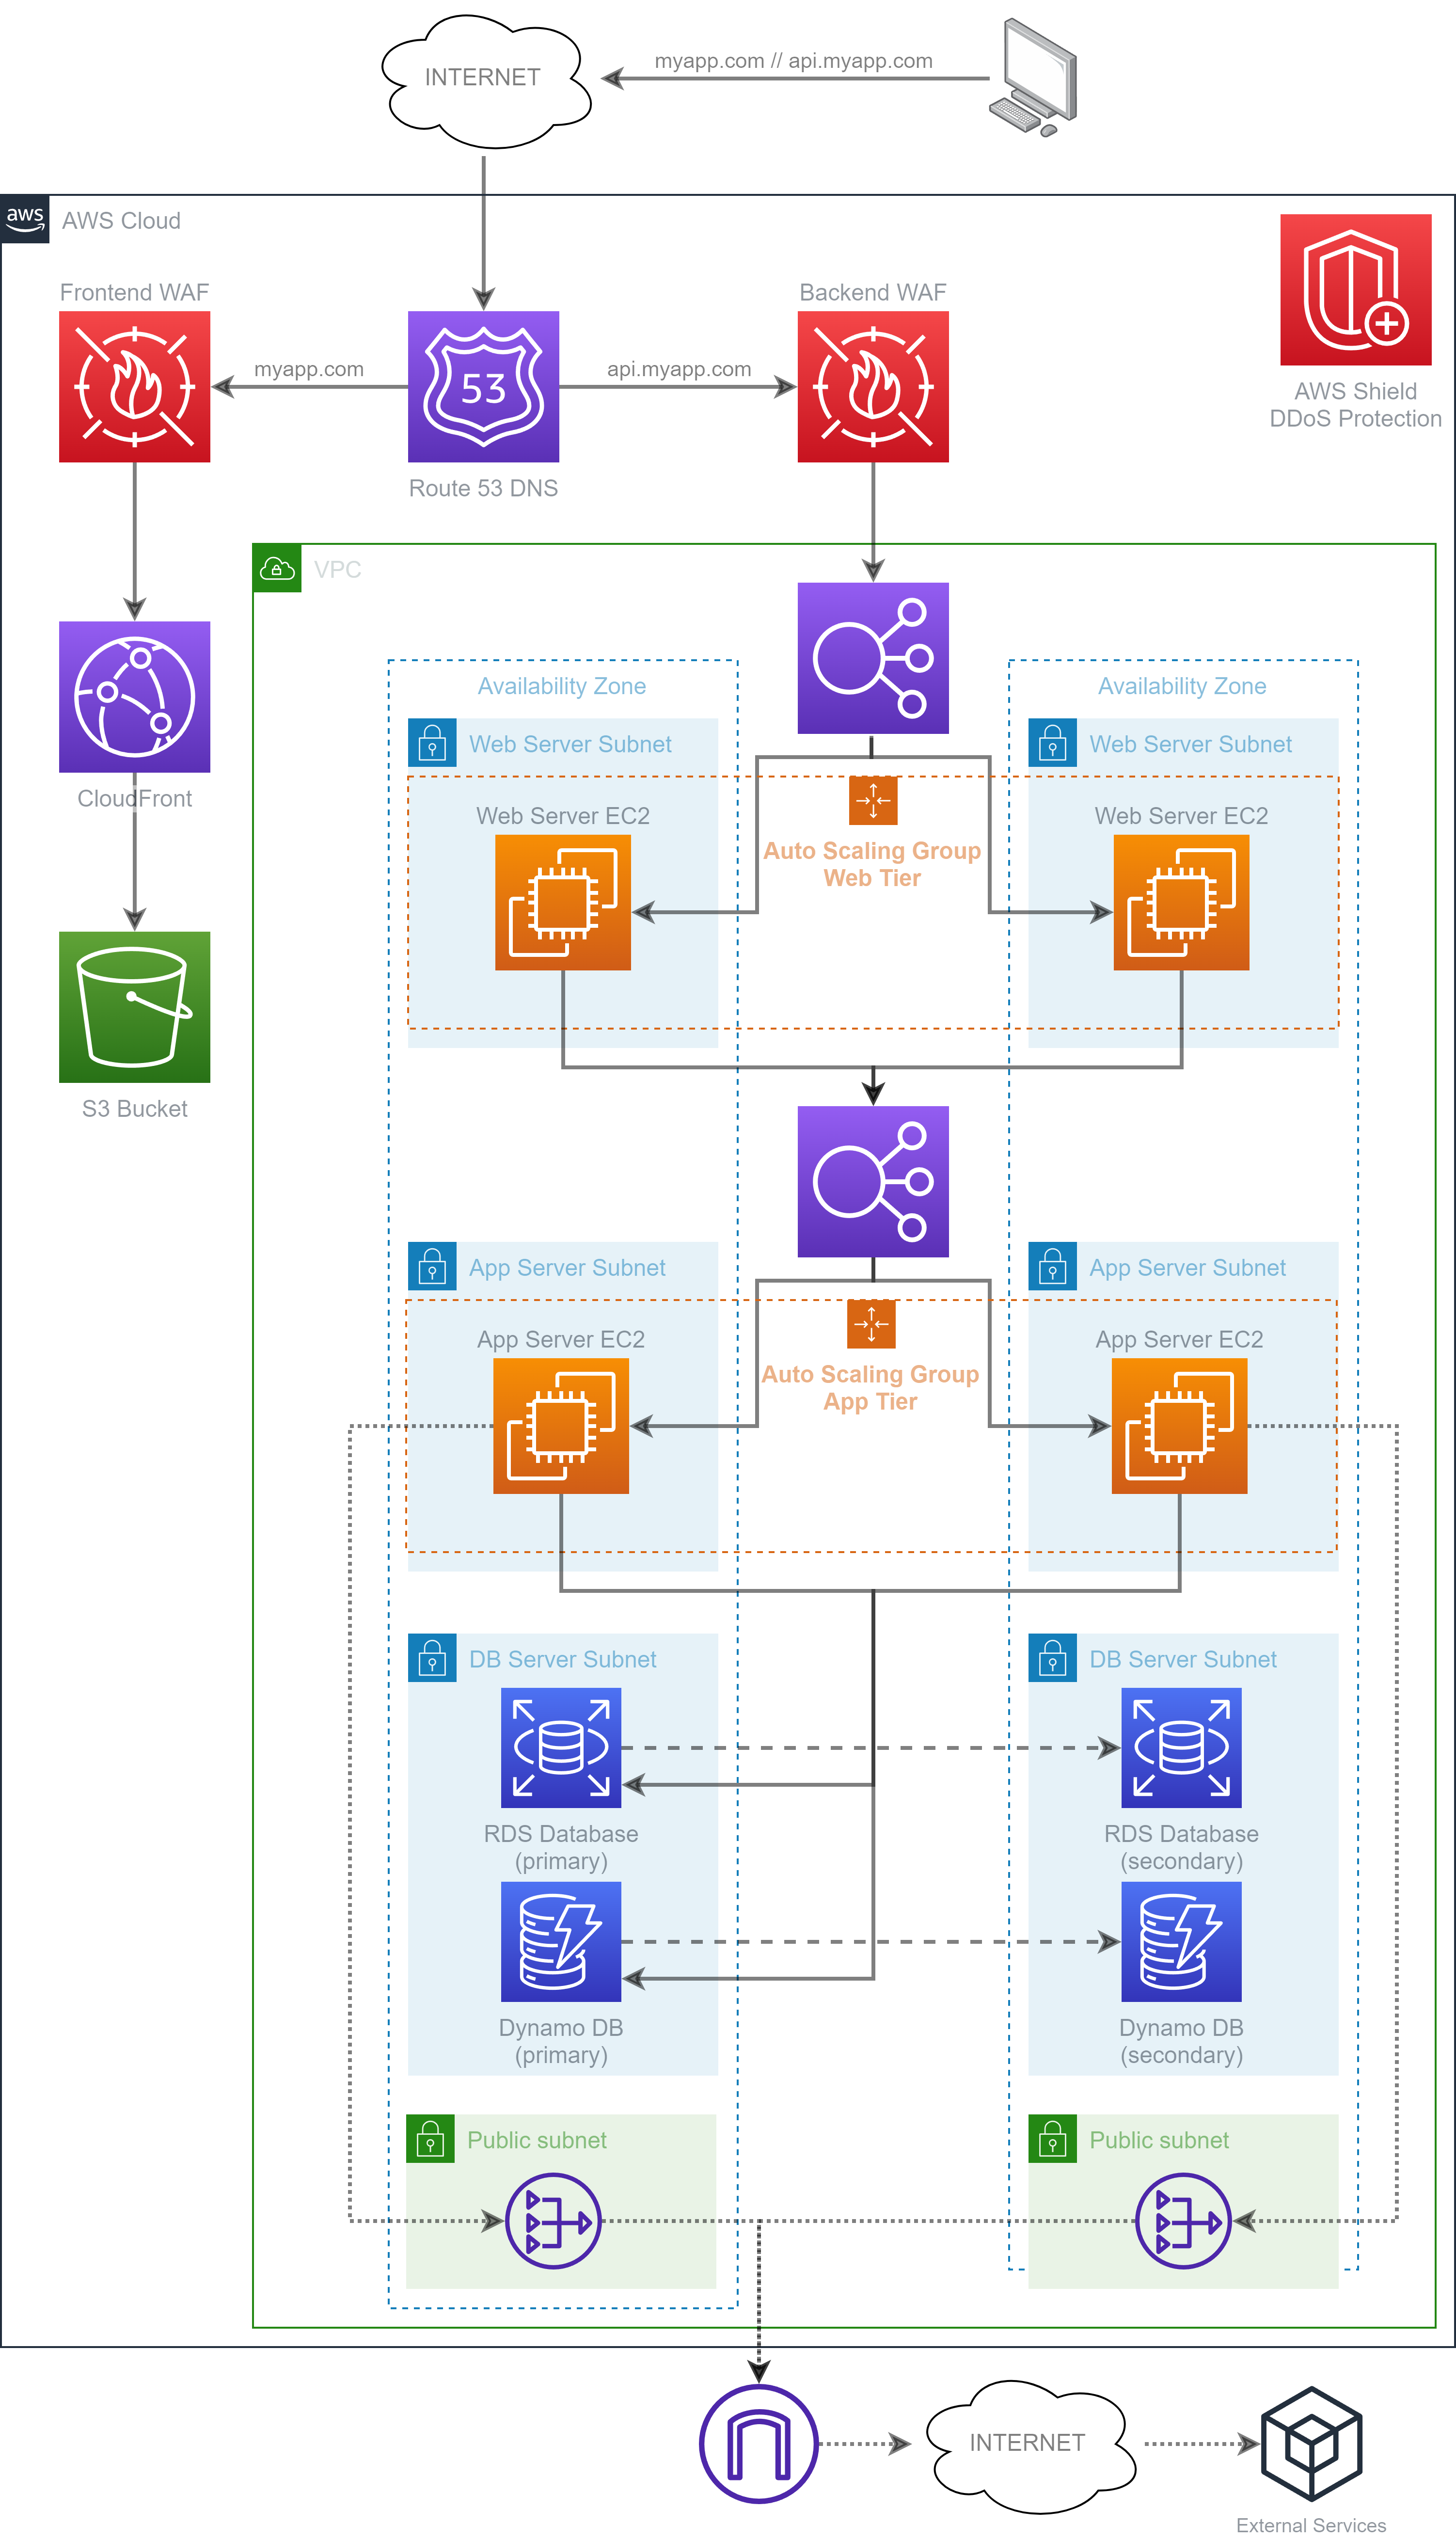 INTERNET
myapp.com // api.myapp.com
aws
AWS Cloud
Frontend WAF
Backend WAF
myapp.com
53
api.myapp.com
AWS Shield
DDoS Protection
Route 53 DNS
VPC
Availability Zone
Availability Zone
Web Server Subnet
Web Server Subnet
CloudFront
Web Server EC2
Web Server EC2
Auto Scaling Group
Web Tier
S3 Bucket
App Server Subnet
App Server Subnet
App Server EC2
App Server EC2
Auto Scaling Group
App Tier
DB Server Subnet
DB Server Subnet
RDS Database
(primary)
RDS Database
(secondary)
Dynamo DB
(primary)
Dynamo DB
(secondary)
Public subnet
Public subnet
INTERNET
External Services